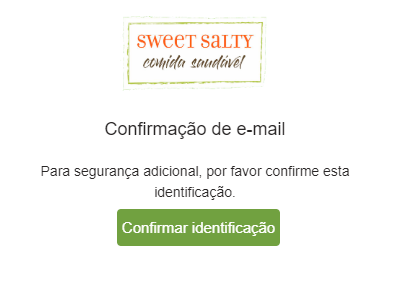 SWEET SALTY
comida saudável
Confirmação de e-mail
Para segurança adicional, por favor confirme esta
identificação.
Confirmar identificação